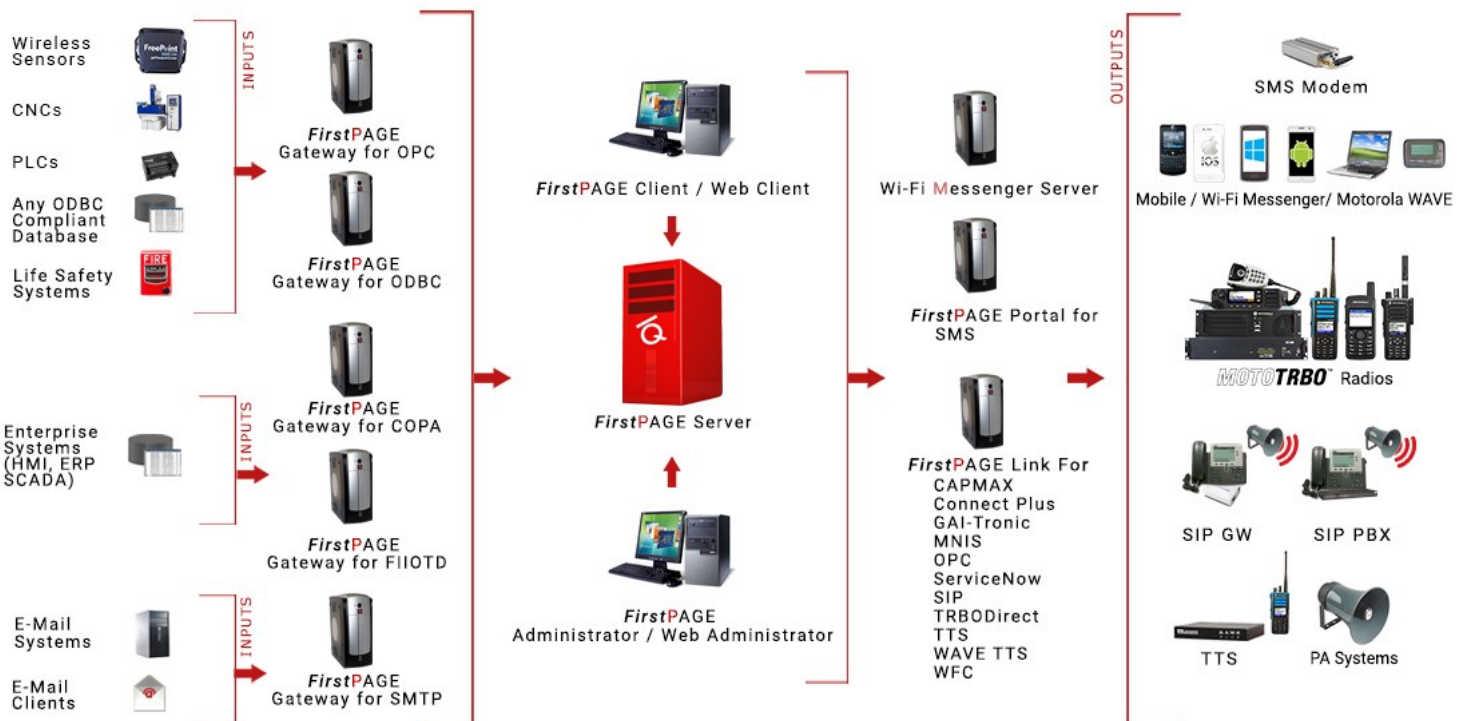 Wireless
Sensors
CNCs
PLCs
Any ODBC
Compliant
Database
Life Safety
Systems
FreePoint
FIRE
INPUTS
FirstPAGE
Gateway for OPC
FirstPAGE
Gateway for ODBC
Enterprise
Systems
(HMI, ERP
SCADA)
INPUTS
FirstPAGE
Gateway for COPA
FirstPAGE
Gateway for FIIOTD
E-Mail
Systems
E-Mail
Clients
INPUTS
FirstPAGE
Gateway for SMTP
FirstPAGE Client / Web Client
FirstPAGE Server
FirstPAGE
Administrator / Web Administrator
Wi-Fi Messenger Server
FirstPAGE Portal for
SMS
FirstPAGE Link For
CAPMAX
Connect Plus
GAI-Tronic
MNIS
OPC
ServiceNow
SIP
TRBODirect
TTS
WAVE TTS
WFC
OUTPUTS
SMS Modem
iOS
Mobile / Wi-Fi Messenger/ Motorola WAVE
MOTOTRBO™ Radios
SIP GW
SIP PBX
TTS
PA Systems